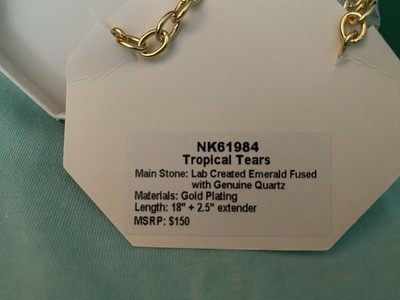 NK61984
Tropical Tears
Main Stone: Lab Created Emerald Fused
with Genuine Quartz
Materials: Gold Plating
Length: 18" + 2.5" extender
MSRP: $150